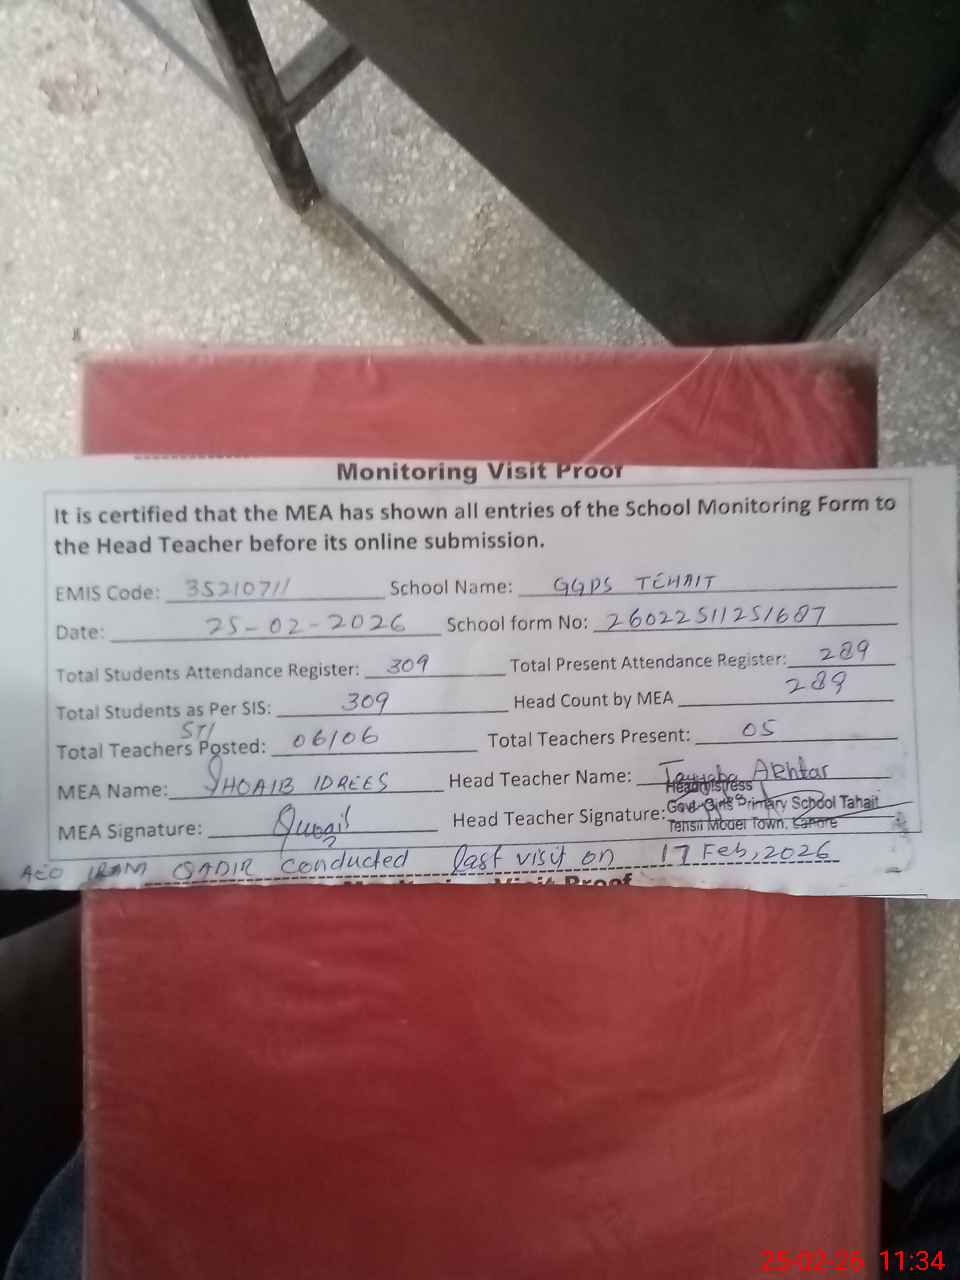 Monitoring Visit Proof
It is certified that the MEA has shown all entries of the School Monitoring Form to
the Head Teacher before its online submission.
EMIS Code: 35210711 School Name: GGPS TEHAIT
Date: 25-02-2026 School form No: 26022511251687
Total Students Attendance Register: 309 Total Present Attendance Register: 289
Total Students as Per SIS: 309 Head Count by MEA 289
STI
Total Teachers Posted: 06/06 Total Teachers Present: 05
MEA Name: SHOAIB IDREES Head Teacher Name: Tayyaba Akhtar
Headmistress
MEA Signature: Head Teacher Signature: Govt Girls Primary School Tahait
Tehsil Model Town, Lahore
AEO IRAM QADIR conducted last visit on 17 Feb, 2026
Visit Proof
25-02-26 11:34